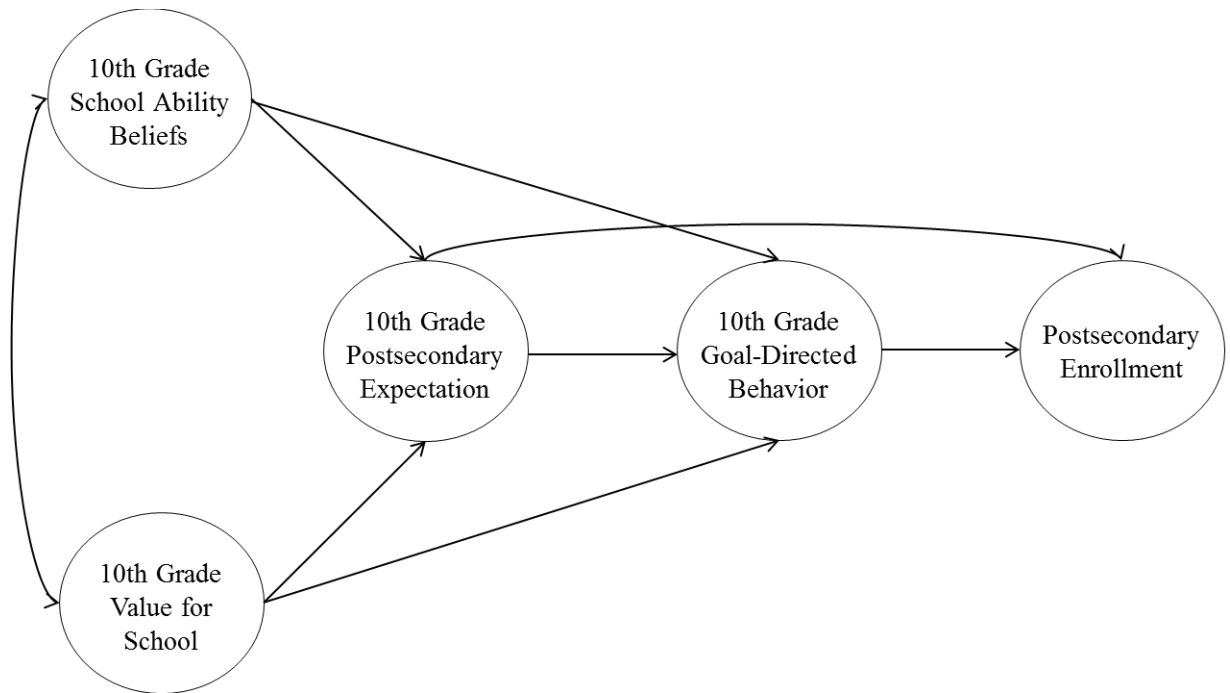 10th Grade
School Ability
Beliefs
10th Grade
Postsecondary
Expectation
10th Grade
Goal-Directed
Behavior
Postsecondary
Enrollment
10th Grade
Value for
School